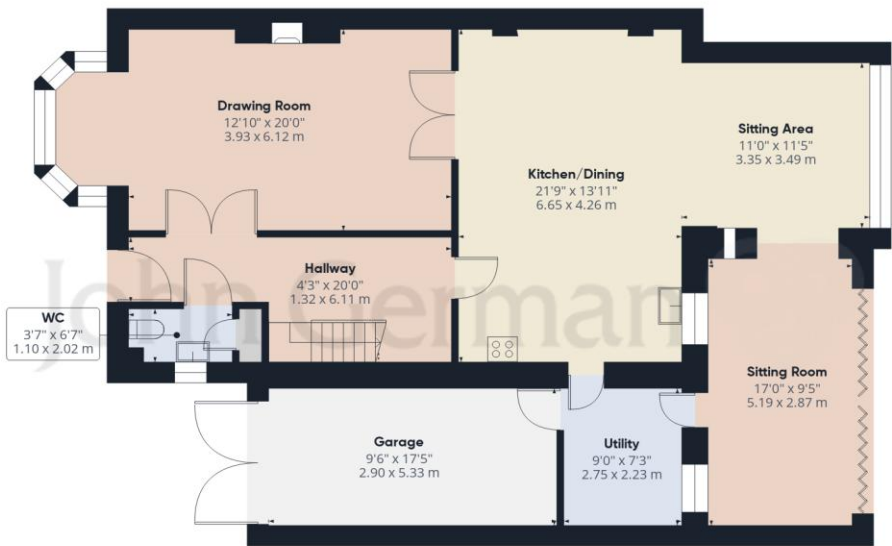 Drawing Room
12'10" x 20'0"
3.93 x 6.12 m
Sitting Area
11'0" x 11'5"
3.35 x 3.49 m
Kitchen/Dining
21'9" x 13'11"
6.65 x 4.26 m
Hallway
4'3" x 20'0"
1.32 x 6.11 m
John German
WC
3'7" x 6'7"
1.10 x 2.02 m
Sitting Room
17'0" x 9'5"
5.19 x 2.87 m
Garage
9'6" x 17'5"
2.90 x 5.33 m
Utility
9'0" x 7'3"
2.75 x 2.23 m